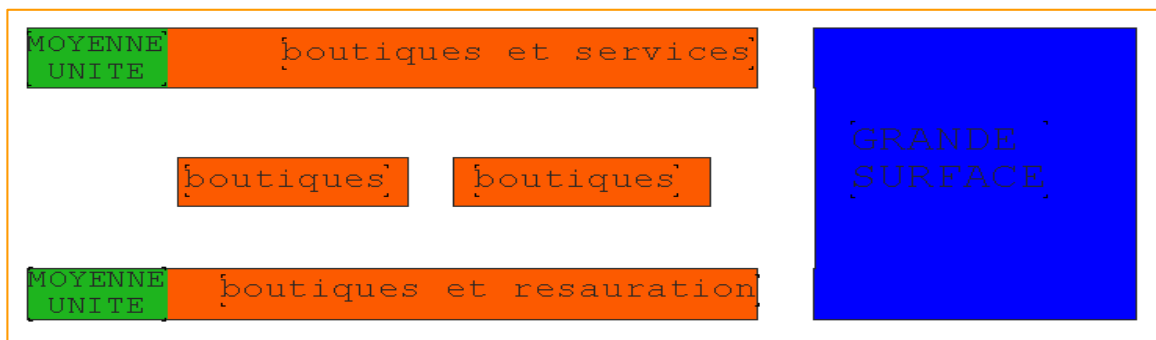 MOYENNE
UNITE
boutiques et services
boutiques
boutiques
GRANDE
SURFACE
MOYENNE
UNITE
boutiques et resauration